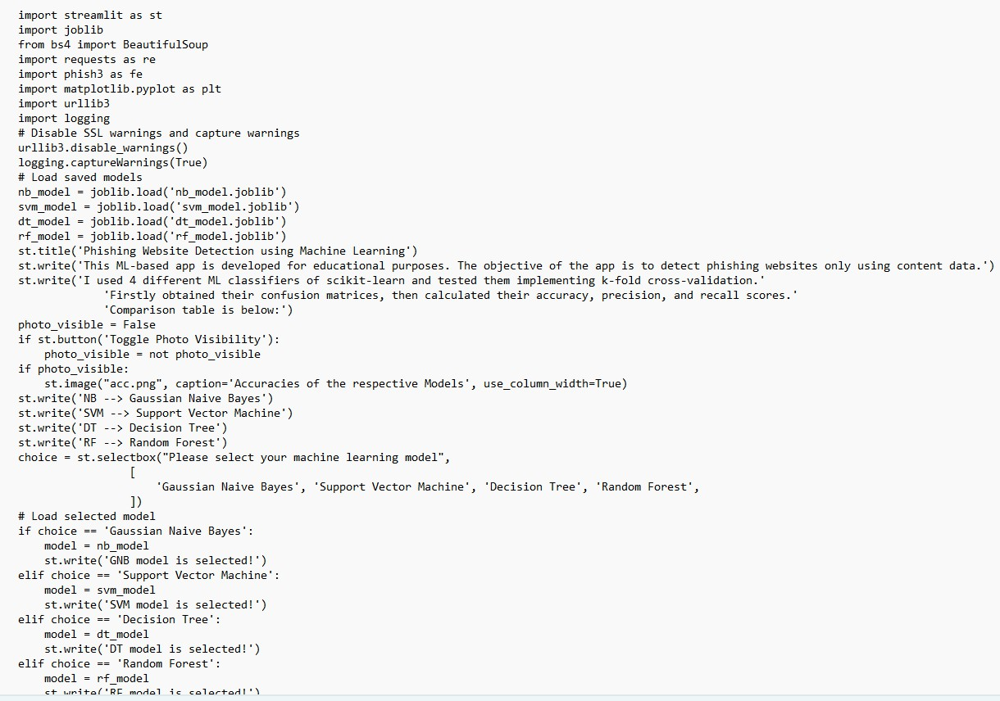 import streamlit as st
import joblib
from bs4 import BeautifulSoup
import requests as re
import phish3 as fe
import matplotlib.pyplot as plt
import urllib3
import logging
# Disable SSL warnings and capture warnings
urllib3.disable_warnings()
logging.captureWarnings(True)
# Load saved models
nb_model = joblib.load('nb_model.joblib')
svm_model = joblib.load('svm_model.joblib')
dt_model = joblib.load('dt_model.joblib')
rf_model = joblib.load('rf_model.joblib')
st.title('Phishing Website Detection using Machine Learning')
st.write('This ML-based app is developed for educational purposes. The objective of the app is to detect phishing websites only using content data.')
st.write('I used 4 different ML classifiers of scikit-learn and tested them implementing k-fold cross-validation.'
             'Firstly obtained their confusion matrices, then calculated their accuracy, precision, and recall scores.'
             'Comparison table is below:')
photo_visible = False
if st.button('Toggle Photo Visibility'):
    photo_visible = not photo_visible
if photo_visible:
    st.image("acc.png", caption='Accuracies of the respective Models', use_column_width=True)
st.write('NB --> Gaussian Naive Bayes')
st.write('SVM --> Support Vector Machine')
st.write('DT --> Decision Tree')
st.write('RF --> Random Forest')
choice = st.selectbox("Please select your machine learning model",
                 [
                     'Gaussian Naive Bayes', 'Support Vector Machine', 'Decision Tree', 'Random Forest',
                 ])
# Load selected model
if choice == 'Gaussian Naive Bayes':
    model = nb_model
    st.write('GNB model is selected!')
elif choice == 'Support Vector Machine':
    model = svm_model
    st.write('SVM model is selected!')
elif choice == 'Decision Tree':
    model = dt_model
    st.write('DT model is selected!')
elif choice == 'Random Forest':
    model = rf_model
    st.write('RF model is selected!')